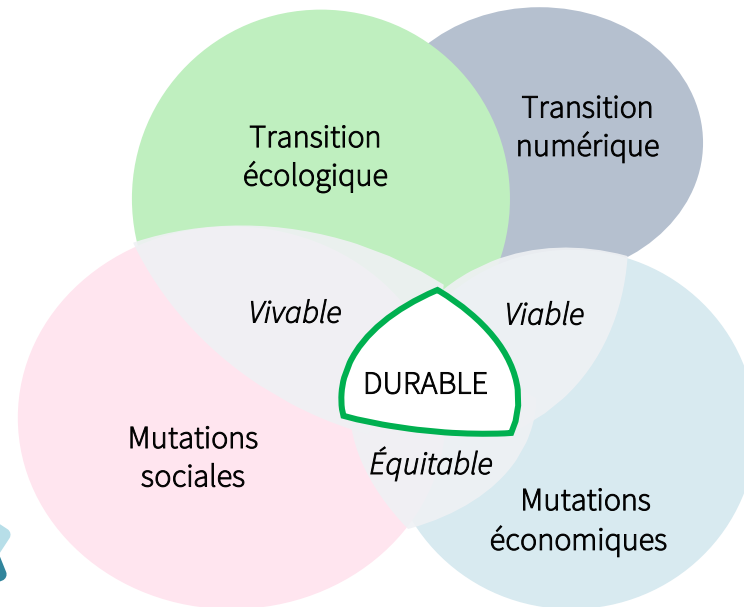 Transition
écologique
Transition
numérique
Vivable
Viable
DURABLE
Mutations
sociales
Équitable
Mutations
économiques